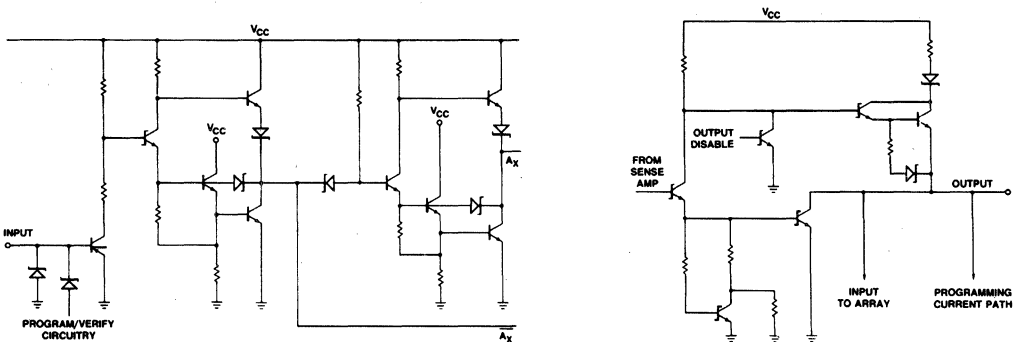 VCC
VCC
VCC
AX
INPUT
PROGRAM/VERIFY
CIRCUITRY
AX
VCC
OUTPUT
DISABLE
FROM
SENSE
AMP
OUTPUT
INPUT
TO ARRAY
PROGRAMMING
CURRENT PATH